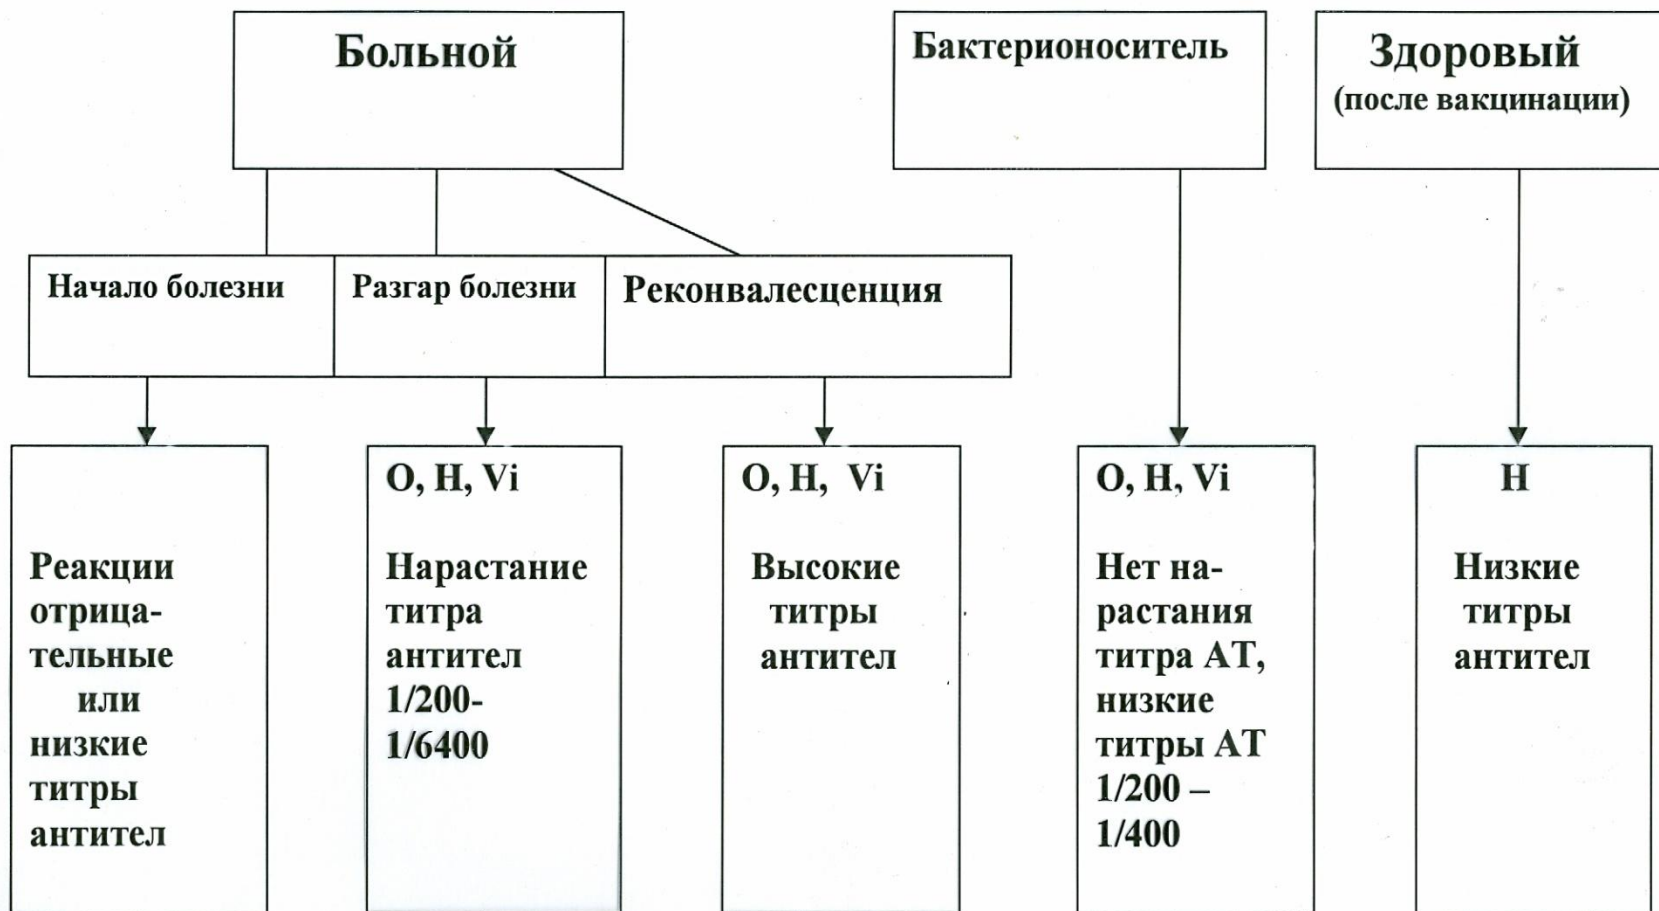 Больной
Бактерионоситель
Здоровый
(после вакцинации)
Начало болезни
Разгар болезни
Реконвалесценция
Реакции
отрица-
тельные
или
низкие
титры
антител
O, H, Vi
Нарастание
титра
антител
1/200-
1/6400
O, H, Vi
Высокие
титры
антител
O, H, Vi
Нет на-
растания
титра АТ,
низкие
титры АТ
1/200 –
1/400
H
Низкие
титры
антител